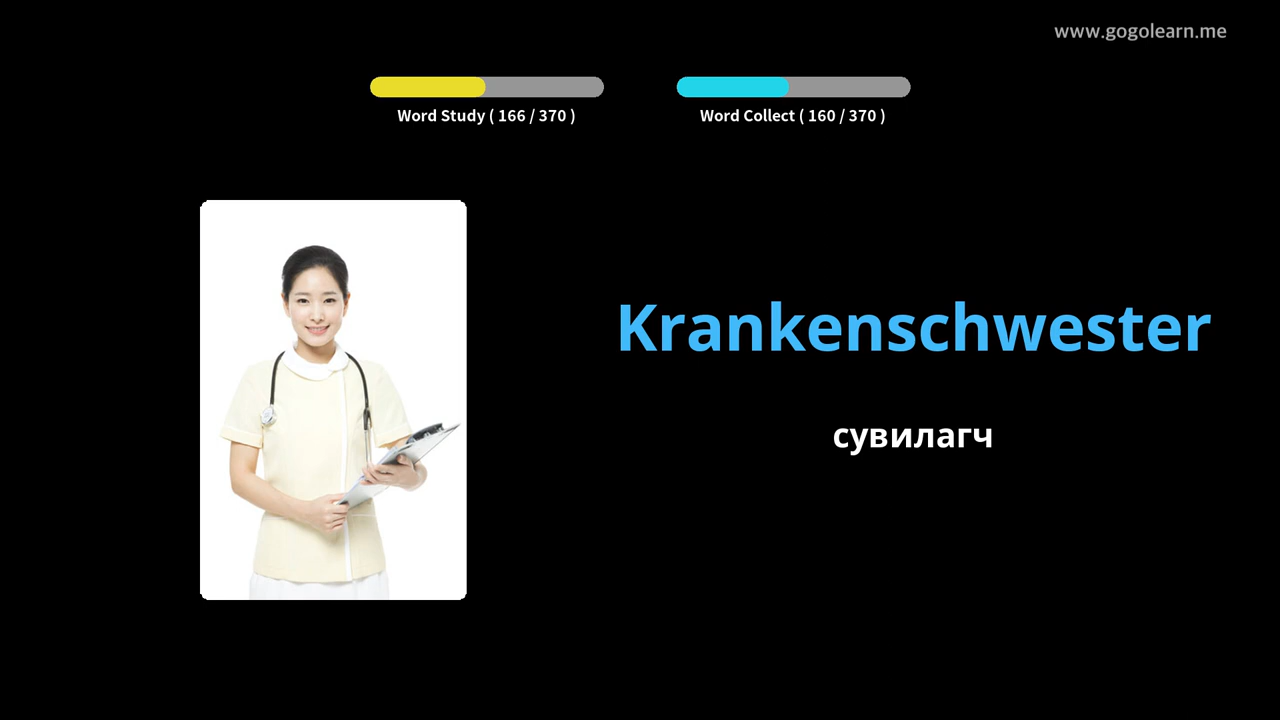 www.gogolearn.me
Word Study ( 166 / 370 )
Word Collect ( 160 / 370 )
Krankenschwester
сувилагч